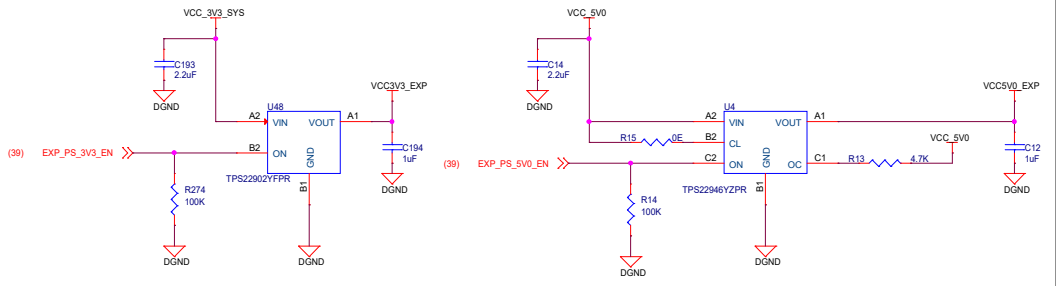 VCC_3V3_SYS
C193
2.2uF
DGND
VCC3V3_EXP
U48
A2
VIN
VOUT
A1
(39)
EXP_PS_3V3_EN
B2
ON
GND
C194
1uF
DGND
TPS22902YFPR
B1
R274
100K
DGND
DGND
VCC_5V0
C14
2.2uF
DGND
VCC5V0_EXP
U4
A2
VIN
VOUT
A1
R15
0E
B2
CL
VCC_5V0
C12
1uF
(39)
EXP_PS_5V0_EN
C2
ON
GND
OC
C1
R13
4.7K
DGND
TPS22946YZPR
B1
R14
100K
DGND
DGND